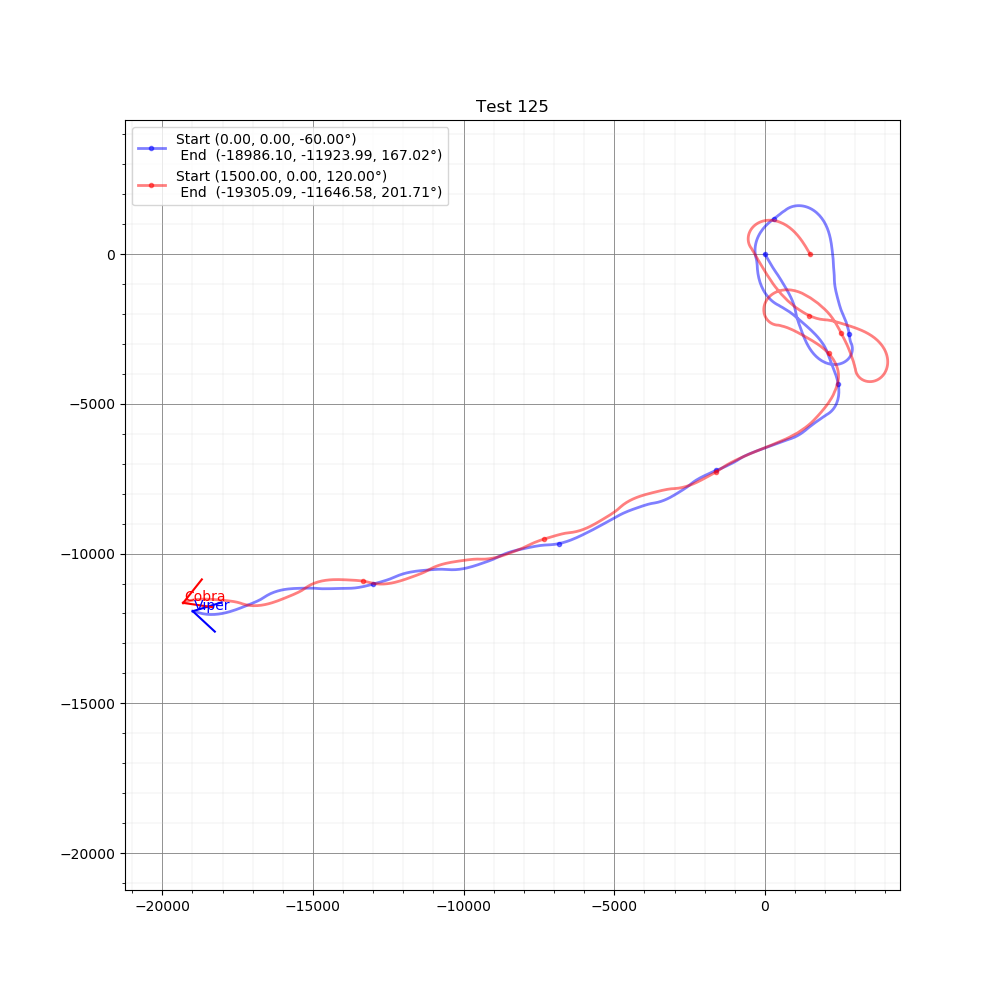 Test 125
Start (0.00, 0.00, -60.00°)
End (-18986.10, -11923.99, 167.02°)
Start (1500.00, 0.00, 120.00°)
End (-19305.09, -11646.58, 201.71°)
0
−5000
−10000
−15000
−20000
Cobra
Viper
−20000 −15000 −10000 −5000 0